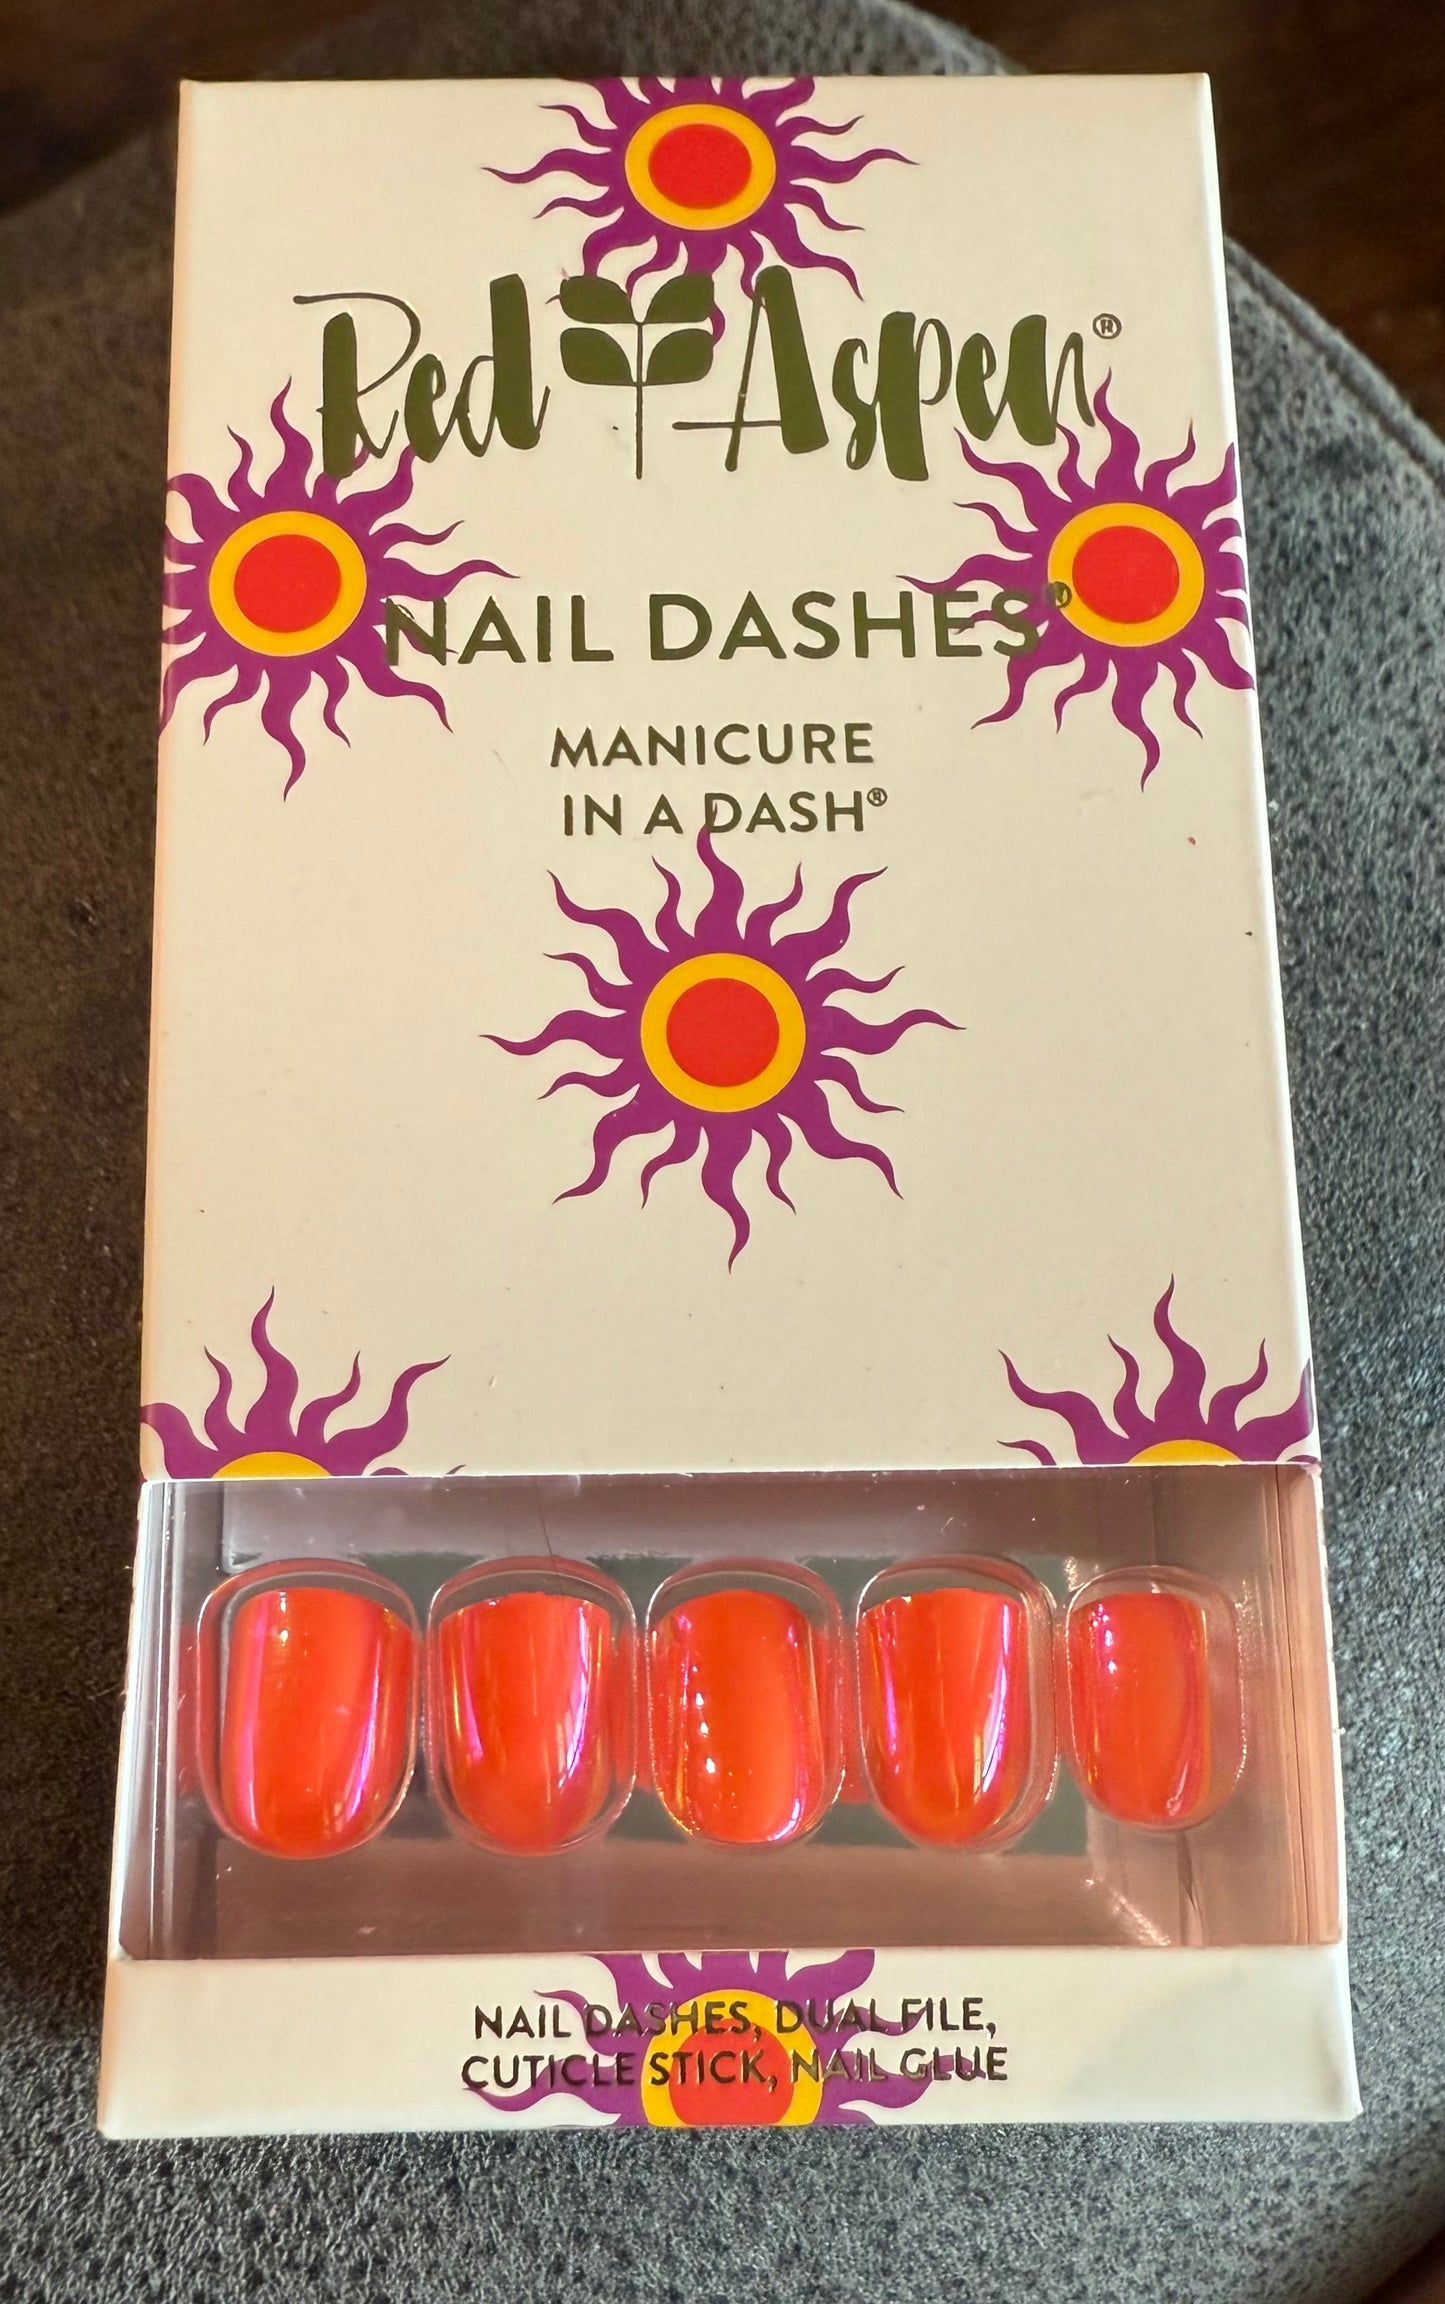 Red Aspen®
NAIL DASHES®
MANICURE
IN A DASH®
NAIL DASHES, DUAL FILE,
CUTICLE STICK, NAIL GLUE